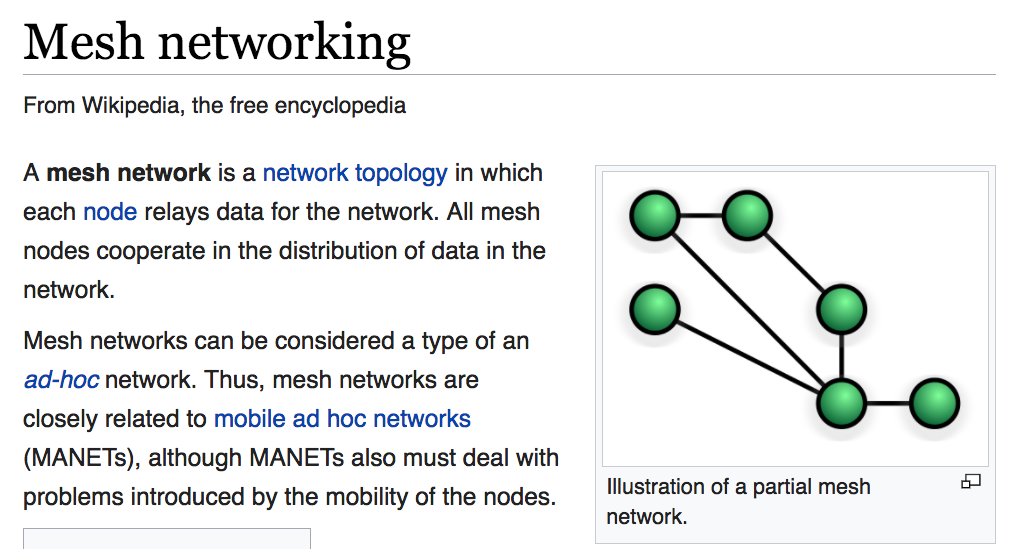 Mesh networking
From Wikipedia, the free encyclopedia
A mesh network is a network topology in which
each node relays data for the network. All mesh
nodes cooperate in the distribution of data in the
network.
Mesh networks can be considered a type of an
ad-hoc network. Thus, mesh networks are
closely related to mobile ad hoc networks
(MANETs), although MANETs also must deal with
problems introduced by the mobility of the nodes.
Illustration of a partial mesh
network.